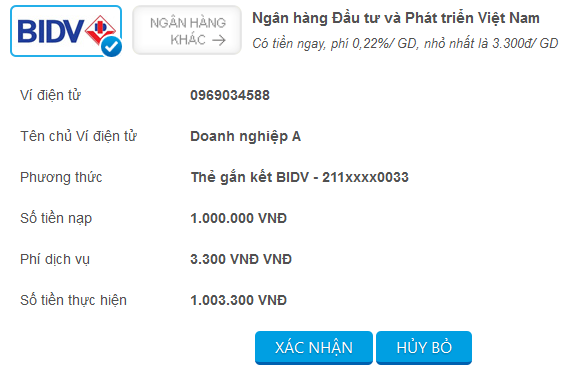 BIDV
NGÂN HÀNG
KHÁC →
Ngân hàng Đầu tư và Phát triển Việt Nam
Có tiền ngay, phí 0,22%/ GD, nhỏ nhất là 3.300đ/ GD
Ví điện tử 0969034588
Tên chủ Ví điện tử Doanh nghiệp A
Phương thức Thẻ gắn kết BIDV - 211xxxx0033
Số tiền nạp 1.000.000 VNĐ
Phí dịch vụ 3.300 VNĐ VNĐ
Số tiền thực hiện 1.003.300 VNĐ
XÁC NHẬN HỦY BỎ